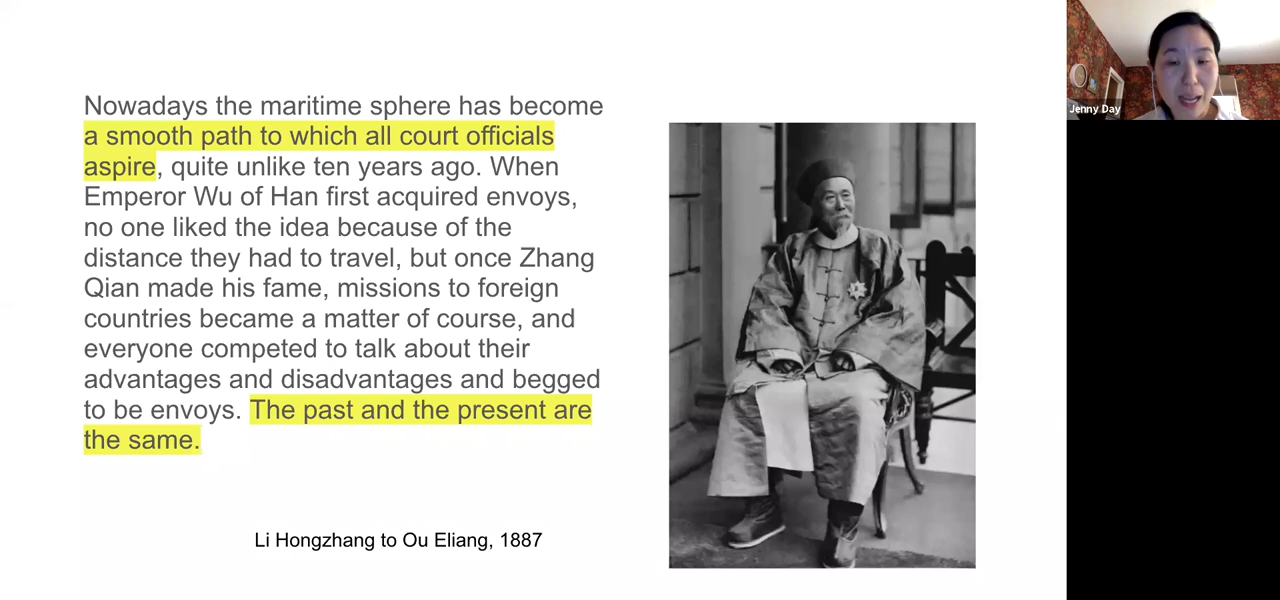 Nowadays the maritime sphere has become
a smooth path to which all court officials
aspire, quite unlike ten years ago. When
Emperor Wu of Han first acquired envoys,
no one liked the idea because of the
distance they had to travel, but once Zhang
Qian made his fame, missions to foreign
countries became a matter of course, and
everyone competed to talk about their
advantages and disadvantages and begged
to be envoys. The past and the present are
the same.
Li Hongzhang to Ou Eliang, 1887
Jenny Day